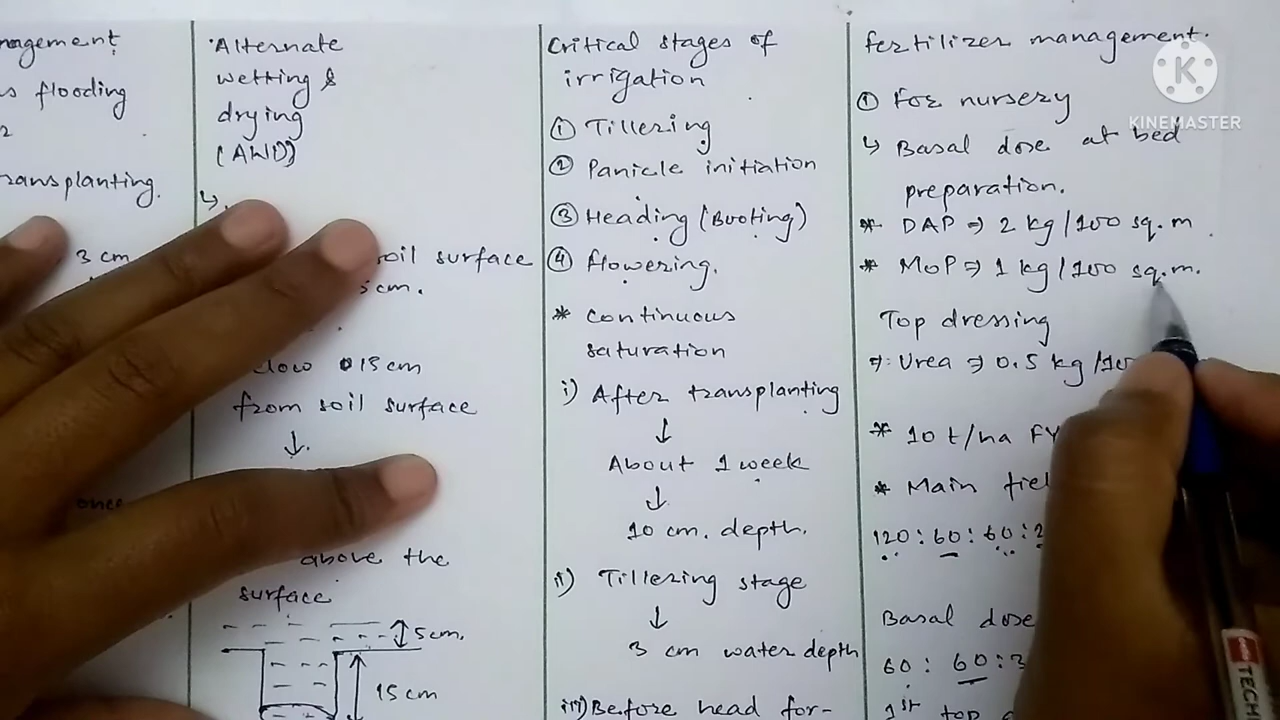 nagement
s flooding
ransplanting.
3 cm
once
Alternate
wetting &
drying
(AWD)
soil surface
5cm.
15 cm
from soil surface
above the
surface
5cm.
15 cm
Critical stages of
irrigation
① Tillering
② Panicle initiation
③ Heading (Booting)
④ flowering.
* Continuous
saturation
i) After transplanting
About 1 week
10 cm. depth.
ii) Tillering stage
3 cm water depth
iii) Before head for-
fertilizer management.
① For nursery
↳ Basal dose at bed
preparation.
* DAP ⇒ 2 kg/100 sq.m
* MoP ⇒ 1 kg/100 sq.m.
Top dressing
⇒ Urea ⇒ 0.5 kg/10
* 10 t/ha FY
* Main fiel
120:60:60:2
Basal dose
60: 60:3
1st top
K
KINEMASTER
TEC